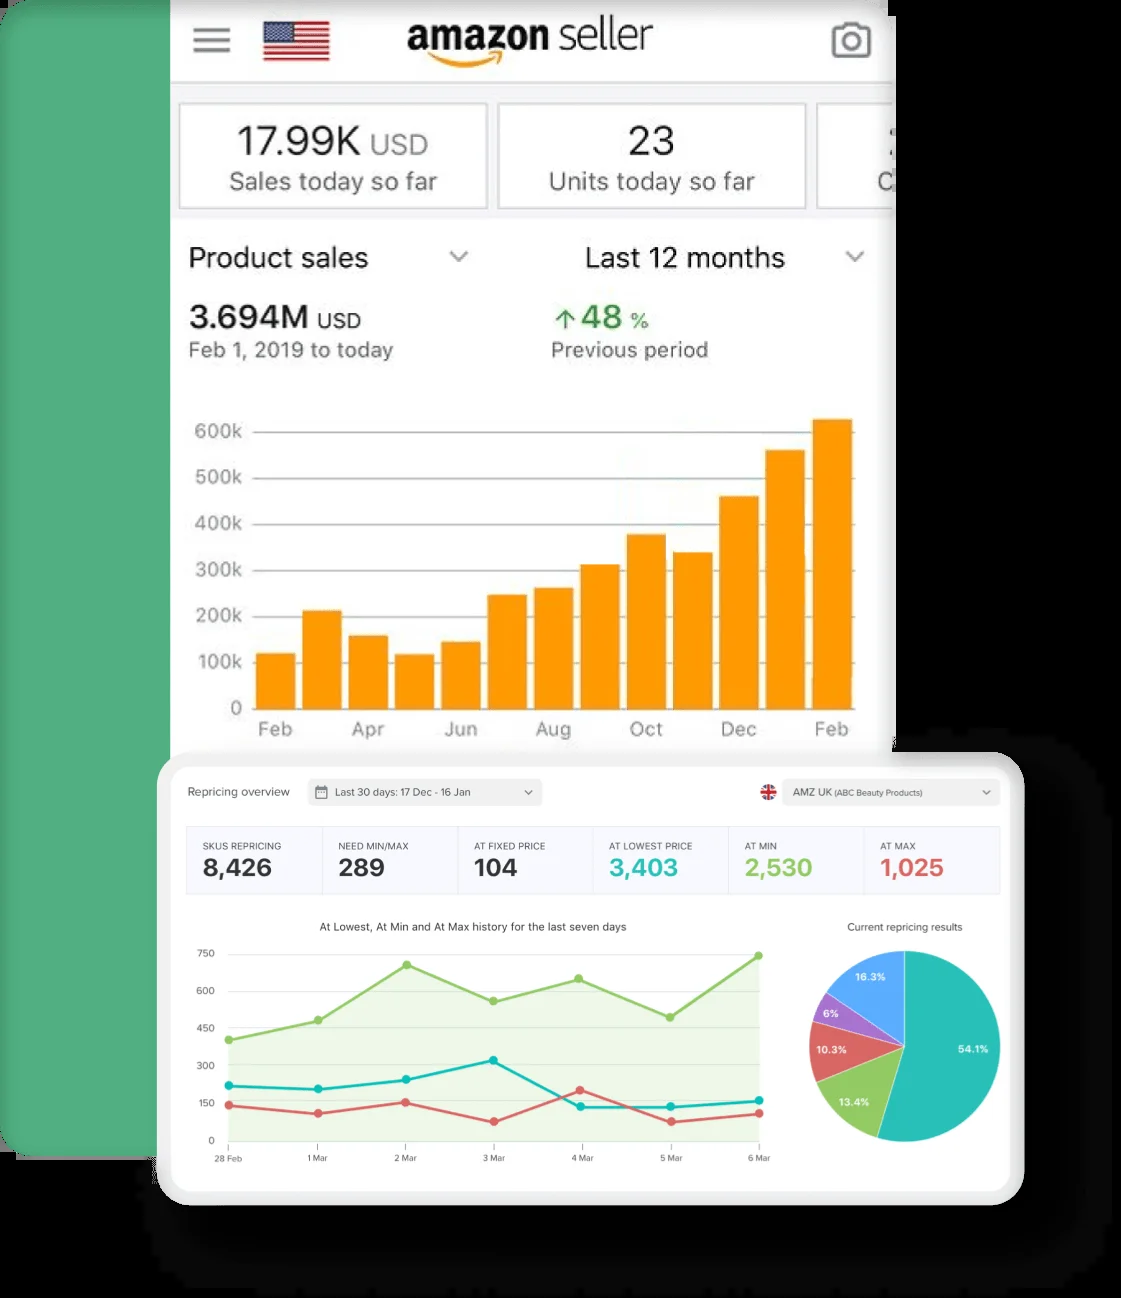 amazon seller
17.99K USD
Sales today so far
23
Units today so far
Product sales
Last 12 months
3.694M USD
Feb 1, 2019 to today
↑48 %
Previous period
600k
500k
400k
300k
200k
100k
0
Feb Apr Jun Aug Oct Dec Feb
Repricing overview
Last 30 days: 17 Dec - 16 Jan
AMZ UK (ABC Beauty Products)
SKUS REPRICING
8,426
NEED MIN/MAX
289
AT FIXED PRICE
104
AT LOWEST PRICE
3,403
AT MIN
2,530
AT MAX
1,025
At Lowest, At Min and At Max history for the last seven days
750
600
450
300
150
0
28 Feb 1 Mar 2 Mar 3 Mar 4 Mar 5 Mar 6 Mar
Current repricing results
16.3%
6%
10.3%
13.4%
54.1%